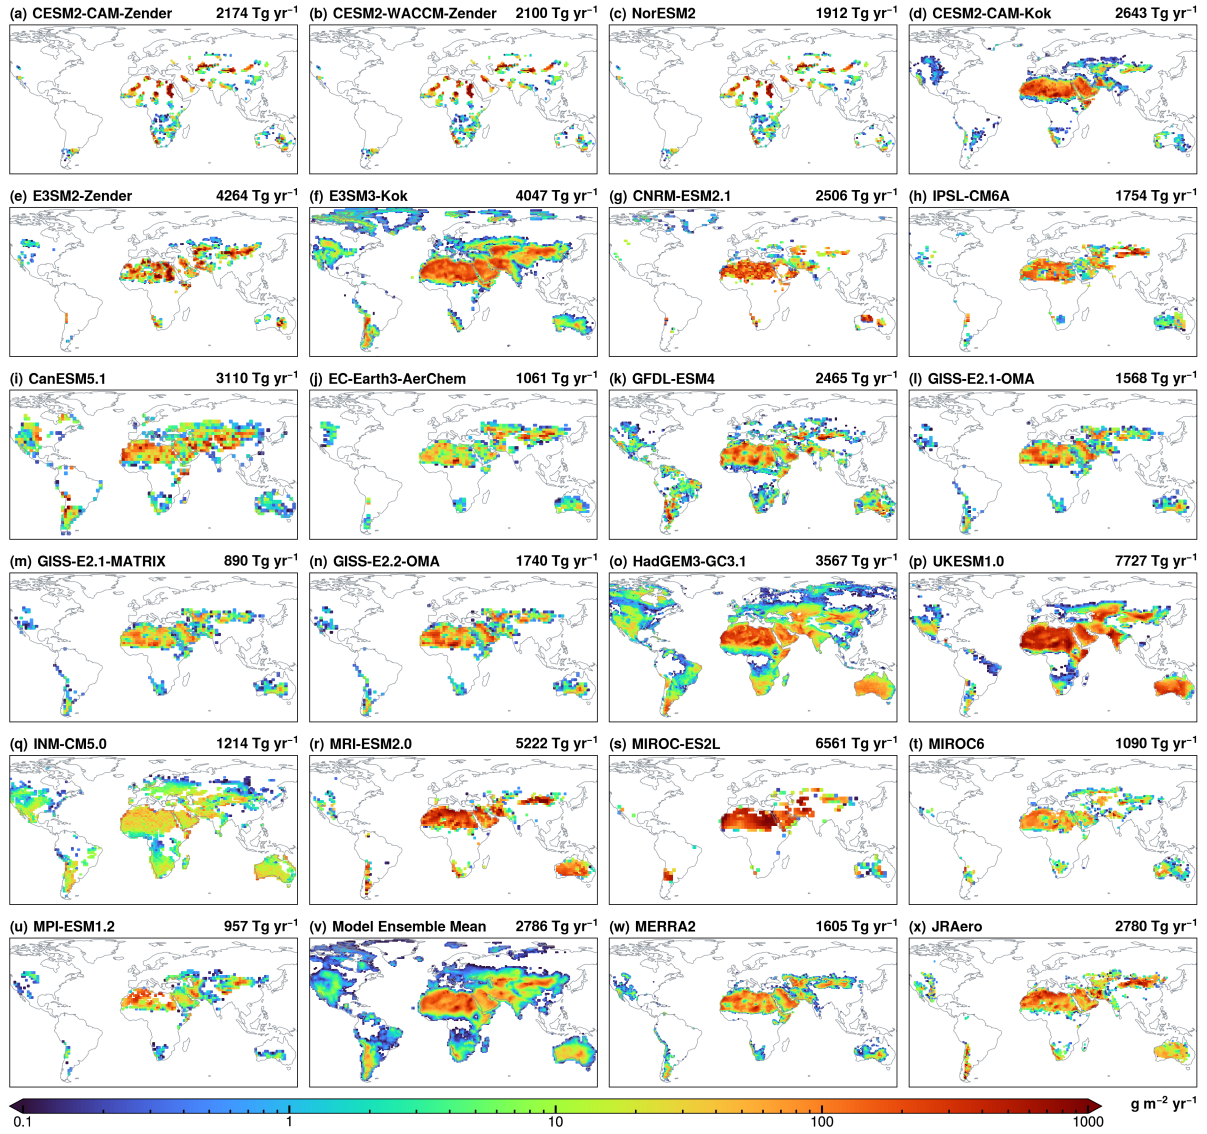 (a) CESM2-CAM-Zender 2174 Tg yr⁻¹
(b) CESM2-WACCM-Zender 2100 Tg yr⁻¹
(c) NorESM2 1912 Tg yr⁻¹
(d) CESM2-CAM-Kok 2643 Tg yr⁻¹
(e) E3SM2-Zender 4264 Tg yr⁻¹
(f) E3SM3-Kok 4047 Tg yr⁻¹
(g) CNRM-ESM2.1 2506 Tg yr⁻¹
(h) IPSL-CM6A 1754 Tg yr⁻¹
(i) CanESM5.1 3110 Tg yr⁻¹
(j) EC-Earth3-AerChem 1061 Tg yr⁻¹
(k) GFDL-ESM4 2465 Tg yr⁻¹
(l) GISS-E2.1-OMA 1568 Tg yr⁻¹
(m) GISS-E2.1-MATRIX 890 Tg yr⁻¹
(n) GISS-E2.2-OMA 1740 Tg yr⁻¹
(o) HadGEM3-GC3.1 3567 Tg yr⁻¹
(p) UKESM1.0 7727 Tg yr⁻¹
(q) INM-CM5.0 1214 Tg yr⁻¹
(r) MRI-ESM2.0 5222 Tg yr⁻¹
(s) MIROC-ES2L 6561 Tg yr⁻¹
(t) MIROC6 1090 Tg yr⁻¹
(u) MPI-ESM1.2 957 Tg yr⁻¹
(v) Model Ensemble Mean 2786 Tg yr⁻¹
(w) MERRA2 1605 Tg yr⁻¹
(x) JRAero 2780 Tg yr⁻¹
g m⁻² yr⁻¹
0.1 1 10 100 1000